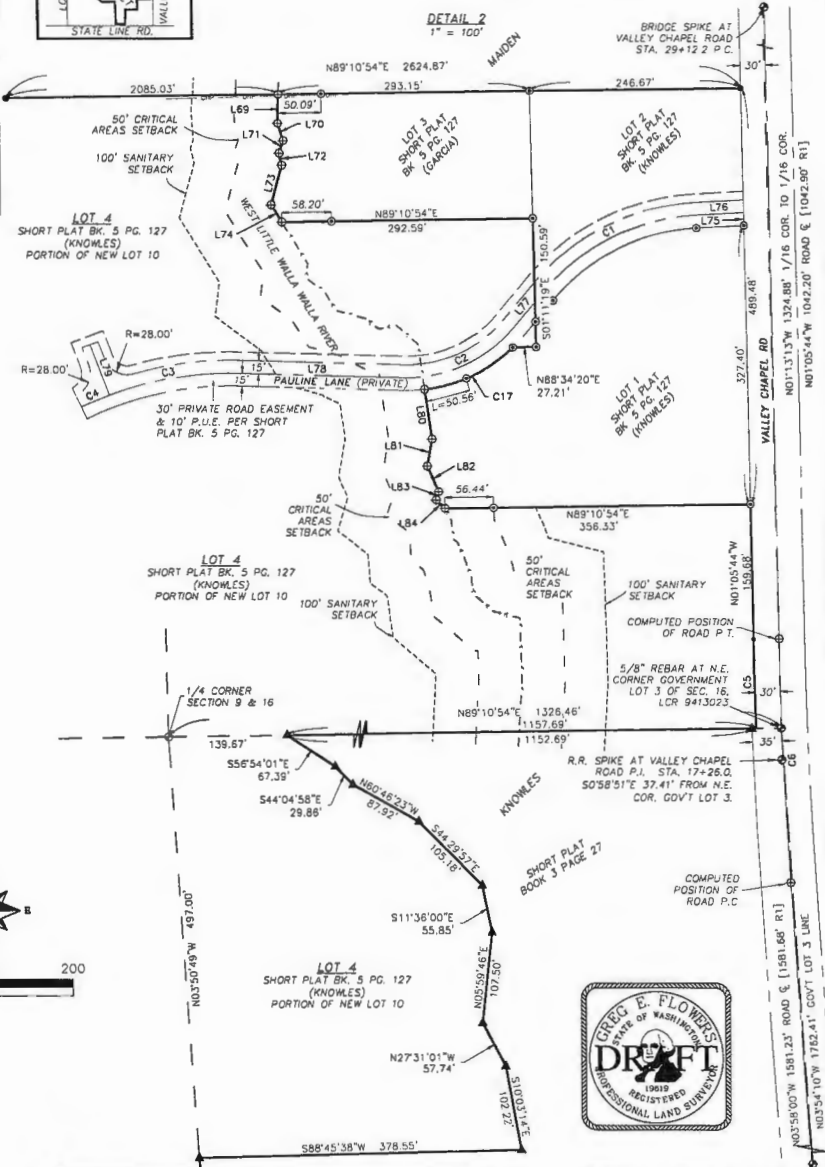 STATE LINE RD.
DETAIL 2
1" = 100'
MAIDEN
BRIDGE SPIKE AT
VALLEY CHAPEL ROAD
STA. 29+12.2 P.C.
30'
N89°10'54"E 2624.87'
2085.03'
293.15'
246.67'
L69
50.09'
50' CRITICAL
AREAS SETBACK
L70
L71
L72
100' SANITARY
SETBACK
L73
L74
LOT 3
SHORT PLAT
BK. 5 PG. 127
(GARCIA)
LOT 2
SHORT PLAT
BK. 5 PG. 127
(KNOWLES)
58.20'
N89°10'54"E
292.59'
L76
L75
C1
LOT 4
SHORT PLAT BK. 5 PG. 127
(KNOWLES)
PORTION OF NEW LOT 10
WEST LITTLE WALLA WALLA RIVER
150.59'
S01°11'19"E
L77
489.48'
327.40'
VALLEY CHAPEL RD
N01°13'13"W 1324.88' 1/16 COR. TO 1/16 COR.
N01°05'44"W 1042.20' ROAD ℄ [1042.90' R1]
R=28.00'
R=28.00'
L79
C3
C4
15'
15'
L78
PAULINE LANE (PRIVATE)
C2
C17
L=50.56'
N88°34'20"E
27.21'
30' PRIVATE ROAD EASEMENT
& 10' P.U.E. PER SHORT
PLAT BK. 5 PG. 127
L80
LOT 1
SHORT PLAT
BK. 5 PG. 127
(KNOWLES)
L81
L82
L83
L84
56.44'
N89°10'54"E
356.33'
50'
CRITICAL
AREAS
SETBACK
50'
CRITICAL
AREAS
SETBACK
100' SANITARY
SETBACK
LOT 4
SHORT PLAT BK. 5 PG. 127
(KNOWLES)
PORTION OF NEW LOT 10
100' SANITARY
SETBACK
N01°05'44"W
159.68'
COMPUTED POSITION
OF ROAD P.T.
5/8" REBAR AT N.E.
CORNER GOVERNMENT
LOT 3 OF SEC. 16,
LCR 9413023
C5
30'
1/4 CORNER
SECTION 9 & 16
N89°10'54"E 1326.46'
1157.69'
1152.69'
139.67'
35'
C6
R.R. SPIKE AT VALLEY CHAPEL
ROAD P.I. STA. 17+26.0,
S0°58'51"E 37.41' FROM N.E.
COR. GOV'T LOT 3.
S56°54'01"E
67.39'
S44°04'58"E
29.86'
N60°46'23"W
87.92'
KNOWLES
SHORT PLAT
BOOK 3 PAGE 27
S44°29'57"E
105.18'
COMPUTED
POSITION OF
ROAD P.C
S11°36'00"E
55.85'
N03°50'49"W 497.00'
E
200
LOT 4
SHORT PLAT BK. 5 PG. 127
(KNOWLES)
PORTION OF NEW LOT 10
N05°59'46"E
107.50'
N27°31'01"W
57.74'
S10°03'14"E
102.22'
S88°45'38"W 378.55'
GREG E. FLOWERS
STATE OF WASHINGTON
DRAFT
19619
REGISTERED
PROFESSIONAL LAND SURVEYOR
N03°58'00"W 1581.23' ROAD ℄ [1581.68' R1]
N03°54'10"W 1762.41' GOV'T LOT 3 LINE